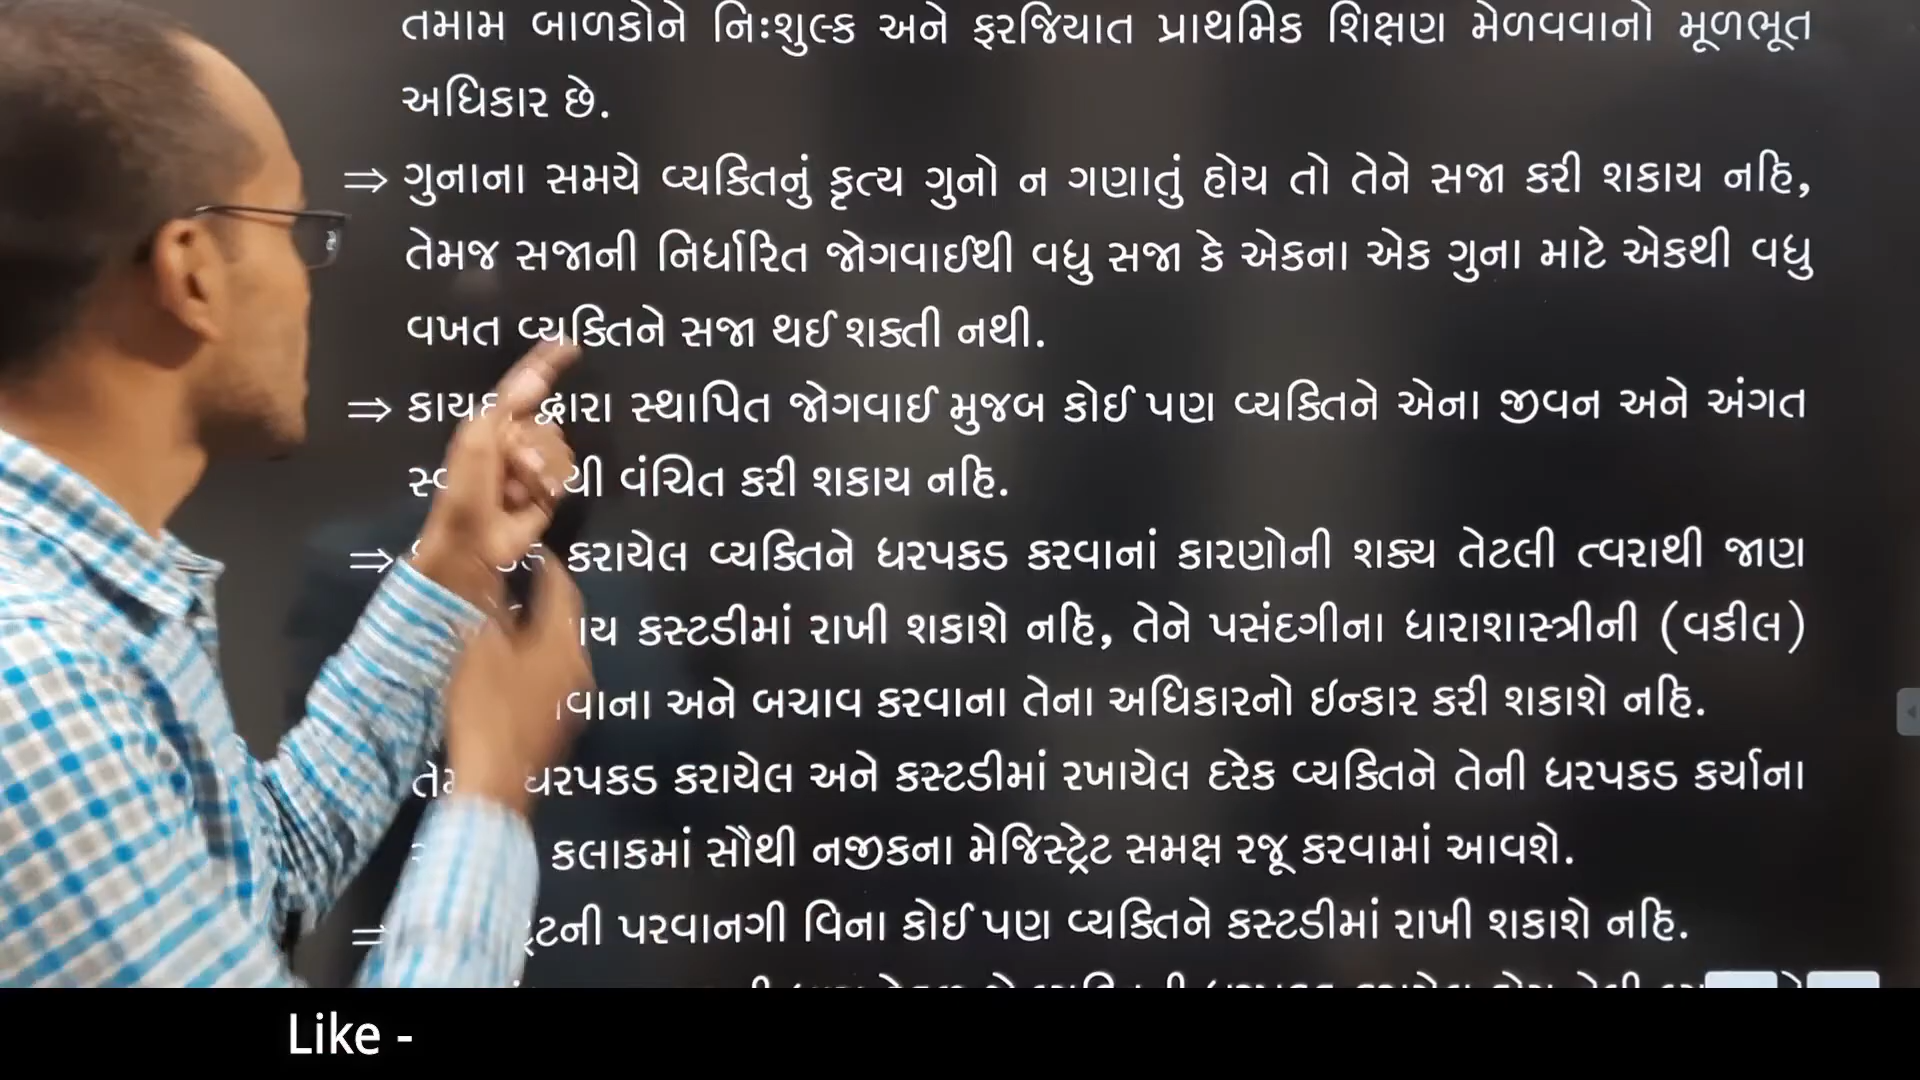 તમામ બાળકોને નિઃશુલ્ક અને ફરજિયાત પ્રાથમિક શિક્ષણ મેળવવાનો મૂળભૂત
અધિકાર છે.
⇒ ગુનાના સમયે વ્યક્તિનું કૃત્ય ગુનો ન ગણાતું હોય તો તેને સજા કરી શકાય નહિ,
તેમજ સજાની નિર્ધારિત જોગવાઈથી વધુ સજા કે એકના એક ગુના માટે એકથી વધુ
વખત વ્યક્તિને સજા થઈ શક્તી નથી.
⇒ દ્વારા સ્થાપિત જોગવાઈ મુજબ કોઈ પણ વ્યક્તિને એના જીવન અને અંગત
વંચિત કરી શકાય નહિ.
⇒ કરાયેલ વ્યક્તિને ધરપકડ કરવાનાં કારણોની શક્ય તેટલી ત્વરાથી જાણ
કસ્ટડીમાં રાખી શકાશે નહિ, તેને પસંદગીના ધારાશાસ્ત્રીની (વકીલ)
અને બચાવ કરવાના તેના અધિકારનો ઈન્કાર કરી શકાશે નહિ.
ધરપકડ કરાયેલ અને કસ્ટડીમાં રખાયેલ દરેક વ્યક્તિને તેની ધરપકડ કર્યાના
કલાકમાં સૌથી નજીકના મેજિસ્ટ્રેટ સમક્ષ રજૂ કરવામાં આવશે.
⇒ પરવાનગી વિના કોઈ પણ વ્યક્તિને કસ્ટડીમાં રાખી શકાશે નહિ.
Like -